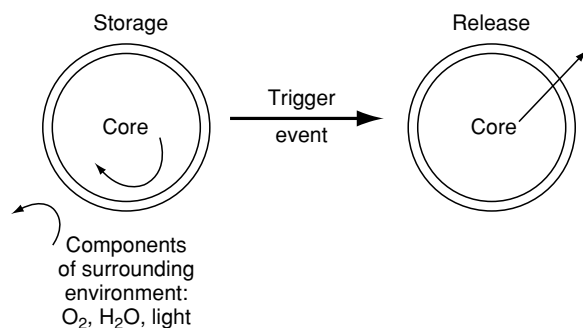 Storage
Release
Core
Trigger
event
Core
Components
of surrounding
environment:
O₂, H₂O, light